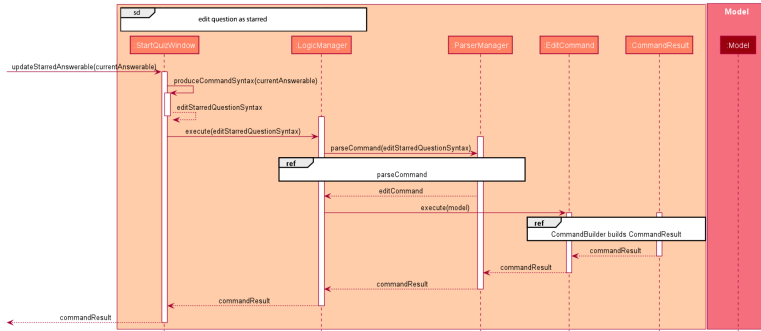 sd
edit question as starred
Model
StartQuizWindow
LogicManager
ParserManager
EditCommand
CommandResult
:Model
updateStarredAnswerable(currentAnswerable)
produceCommandSyntax(currentAnswerable)
editStarredQuestionSyntax
execute(editStarredQuestionSyntax)
parseCommand(editStarredQuestionSyntax)
ref
parseCommand
editCommand
execute(model)
ref
CommandBuilder builds CommandResult
commandResult
commandResult
commandResult
commandResult
commandResult